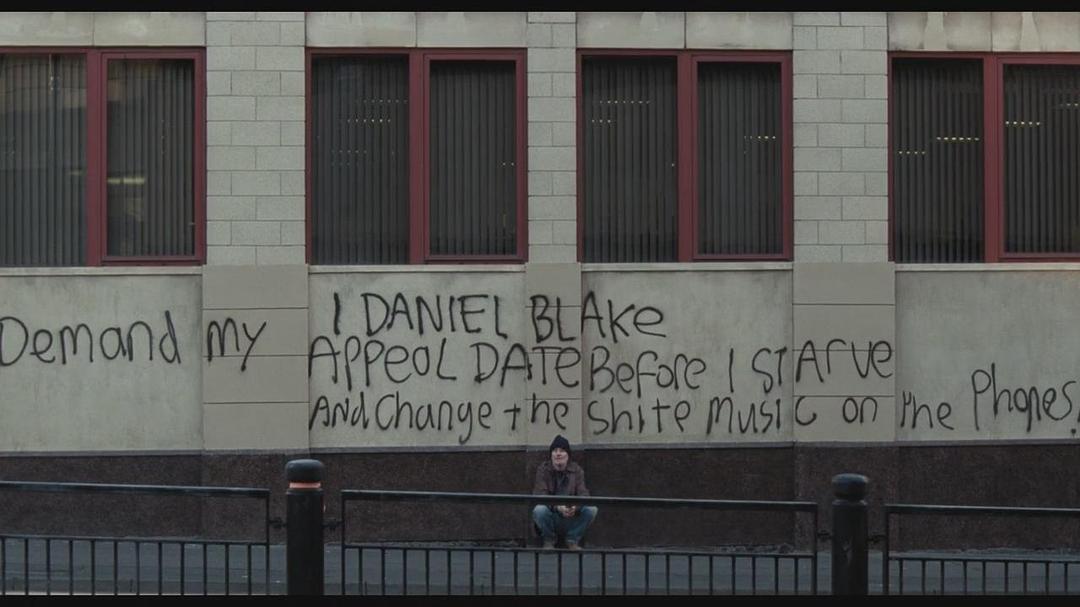 I DANIEL BLAKE
Demand my APPeaL DATE Before I STArve
And Change the shite Music on the Phones.